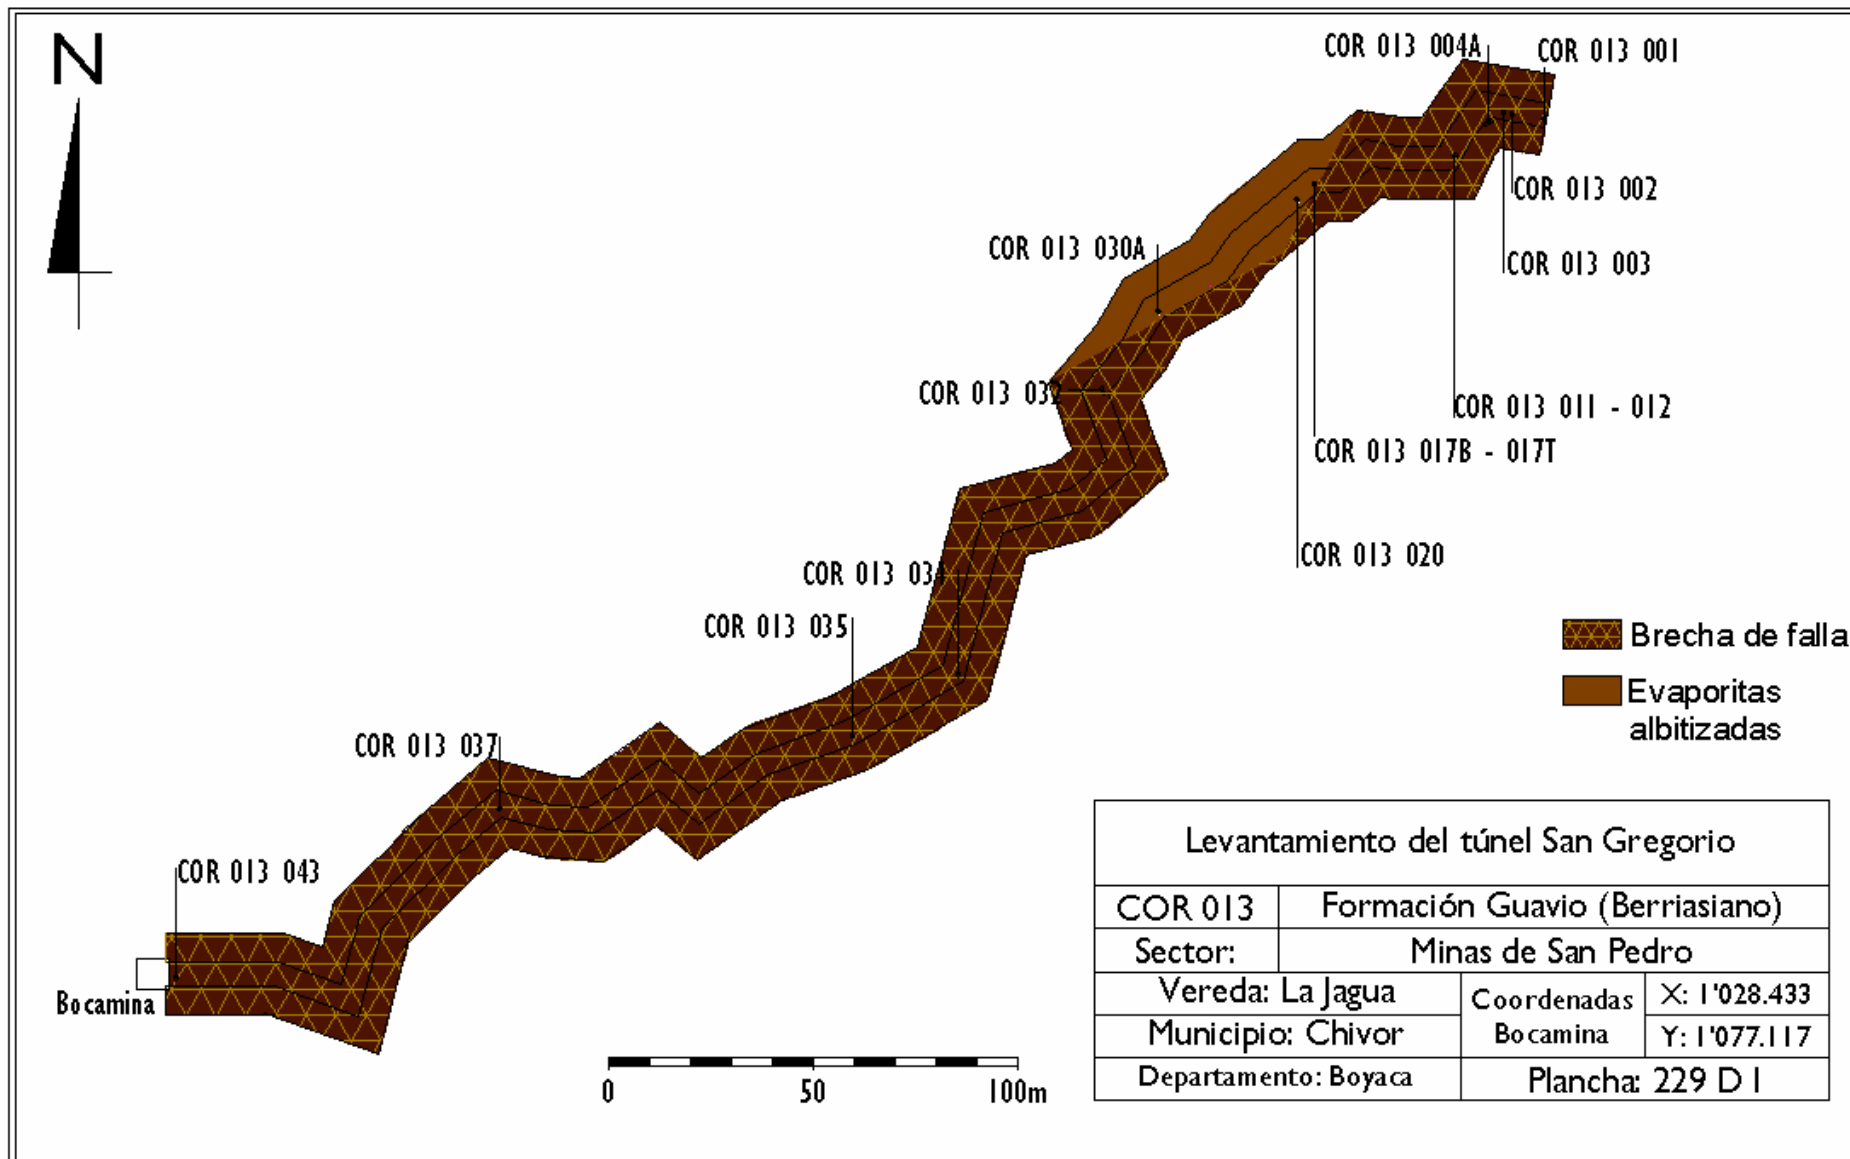 N
COR 013 004A
COR 013 001
COR 013 002
COR 013 003
COR 013 030A
COR 013 032
COR 013 011 - 012
COR 013 017B - 017T
COR 013 020
COR 013 034
COR 013 035
COR 013 037
COR 013 043
Bocamina
Brecha de falla
Evaporitas
albitizadas
0 50 100m
Levantamiento del túnel San Gregorio
COR 013 Formación Guavio (Berriasiano)
Sector: Minas de San Pedro
Vereda: La Jagua
Municipio: Chivor
Coordenadas
Bocamina
X: 1'028.433
Y: 1'077.117
Departamento: Boyaca
Plancha: 229 D I